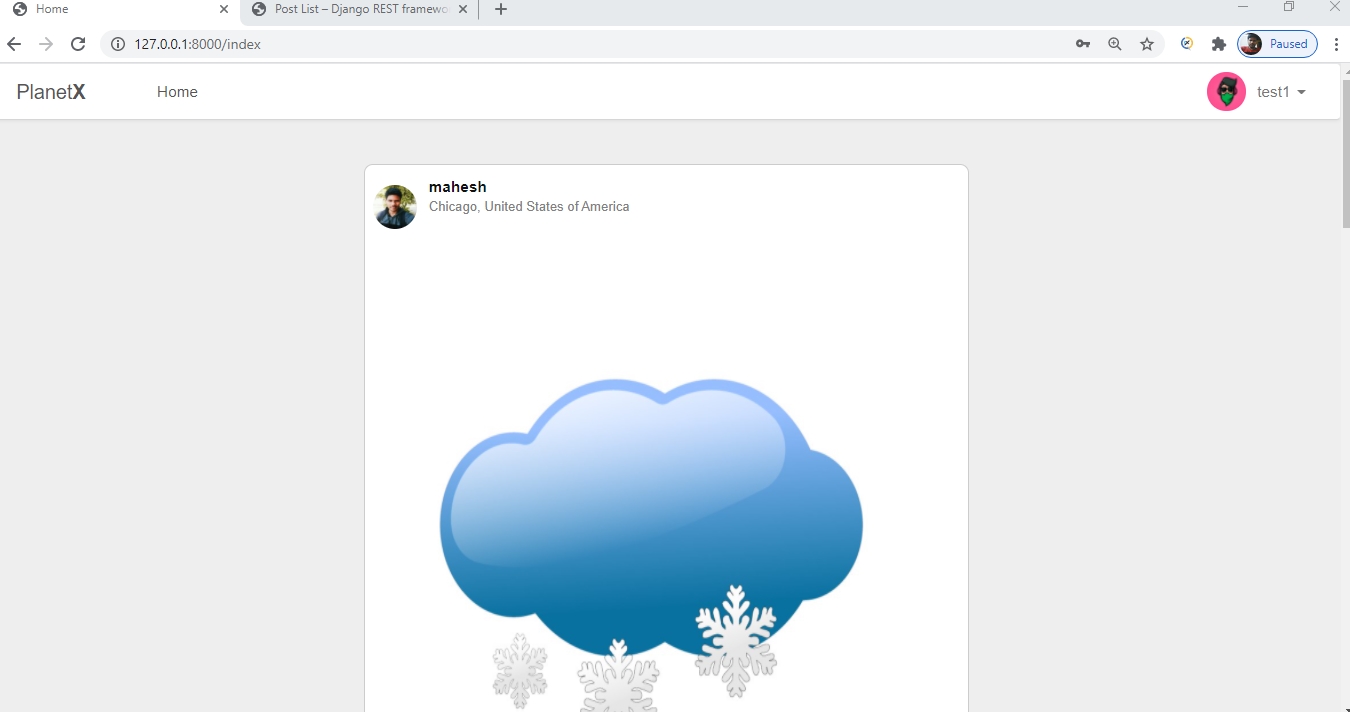 Home
Post List – Django REST framewo
127.0.0.1:8000/index
Paused
PlanetX
Home
test1
mahesh
Chicago, United States of America